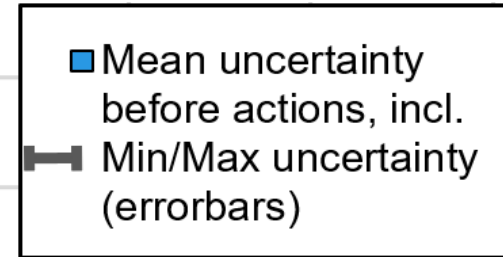 Mean uncertainty
before actions, incl.
Min/Max uncertainty
(errorbars)